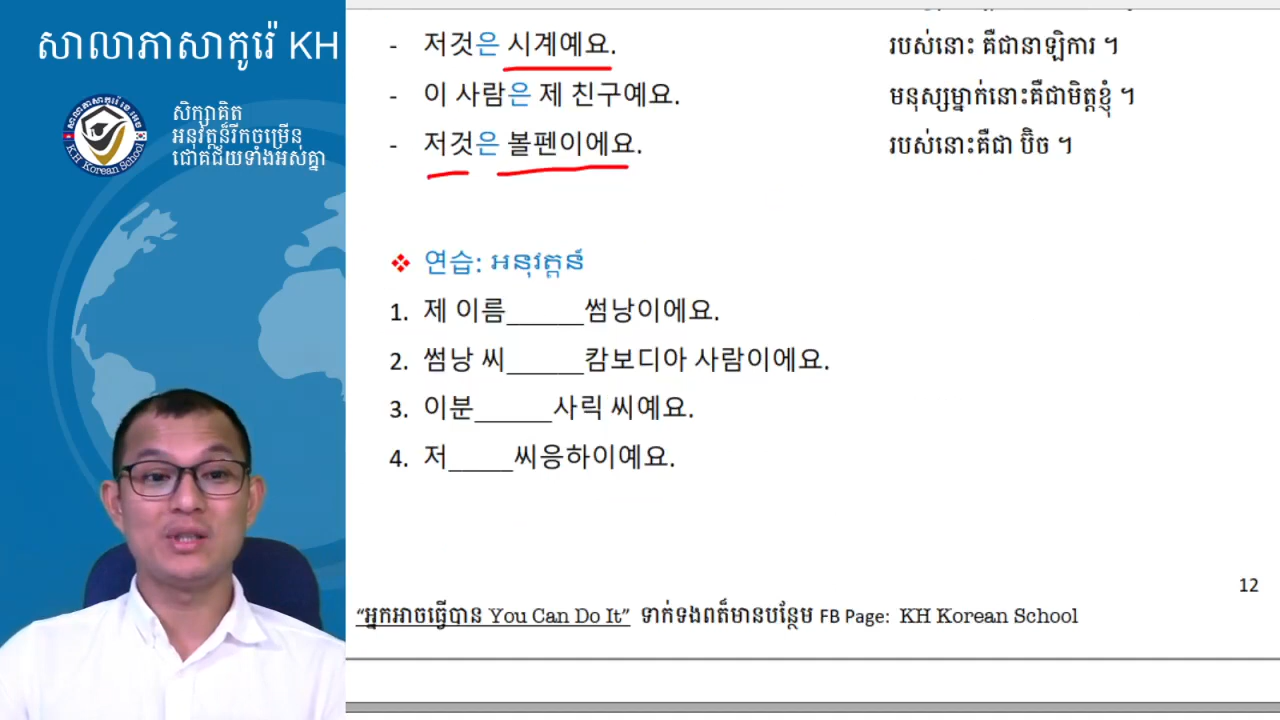 សាលាភាសាកូរ៉េ KH
សិក្សាគិត
អនុវត្តន៍រីកចម្រើន
ជោគជ័យទាំងអស់គ្នា
KH Korean School
- 저것은 시계예요. របស់នោះ គឺជានាឡិការ ។
- 이 사람은 제 친구예요. មនុស្សម្នាក់នោះគឺជាមិត្តខ្ញុំ ។
- 저것은 볼펜이에요. របស់នោះគឺជា ប៊ិច ។
❖ 연습: អនុវត្តន៍
1. 제 이름______썸낭이에요.
2. 썸낭 씨______캄보디아 사람이에요.
3. 이분______사릭 씨예요.
4. 저_____씨응하이예요.
12
“អ្នកអាចធ្វើបាន You Can Do It” ទាក់ទងពត៌មានបន្ថែម FB Page: KH Korean School